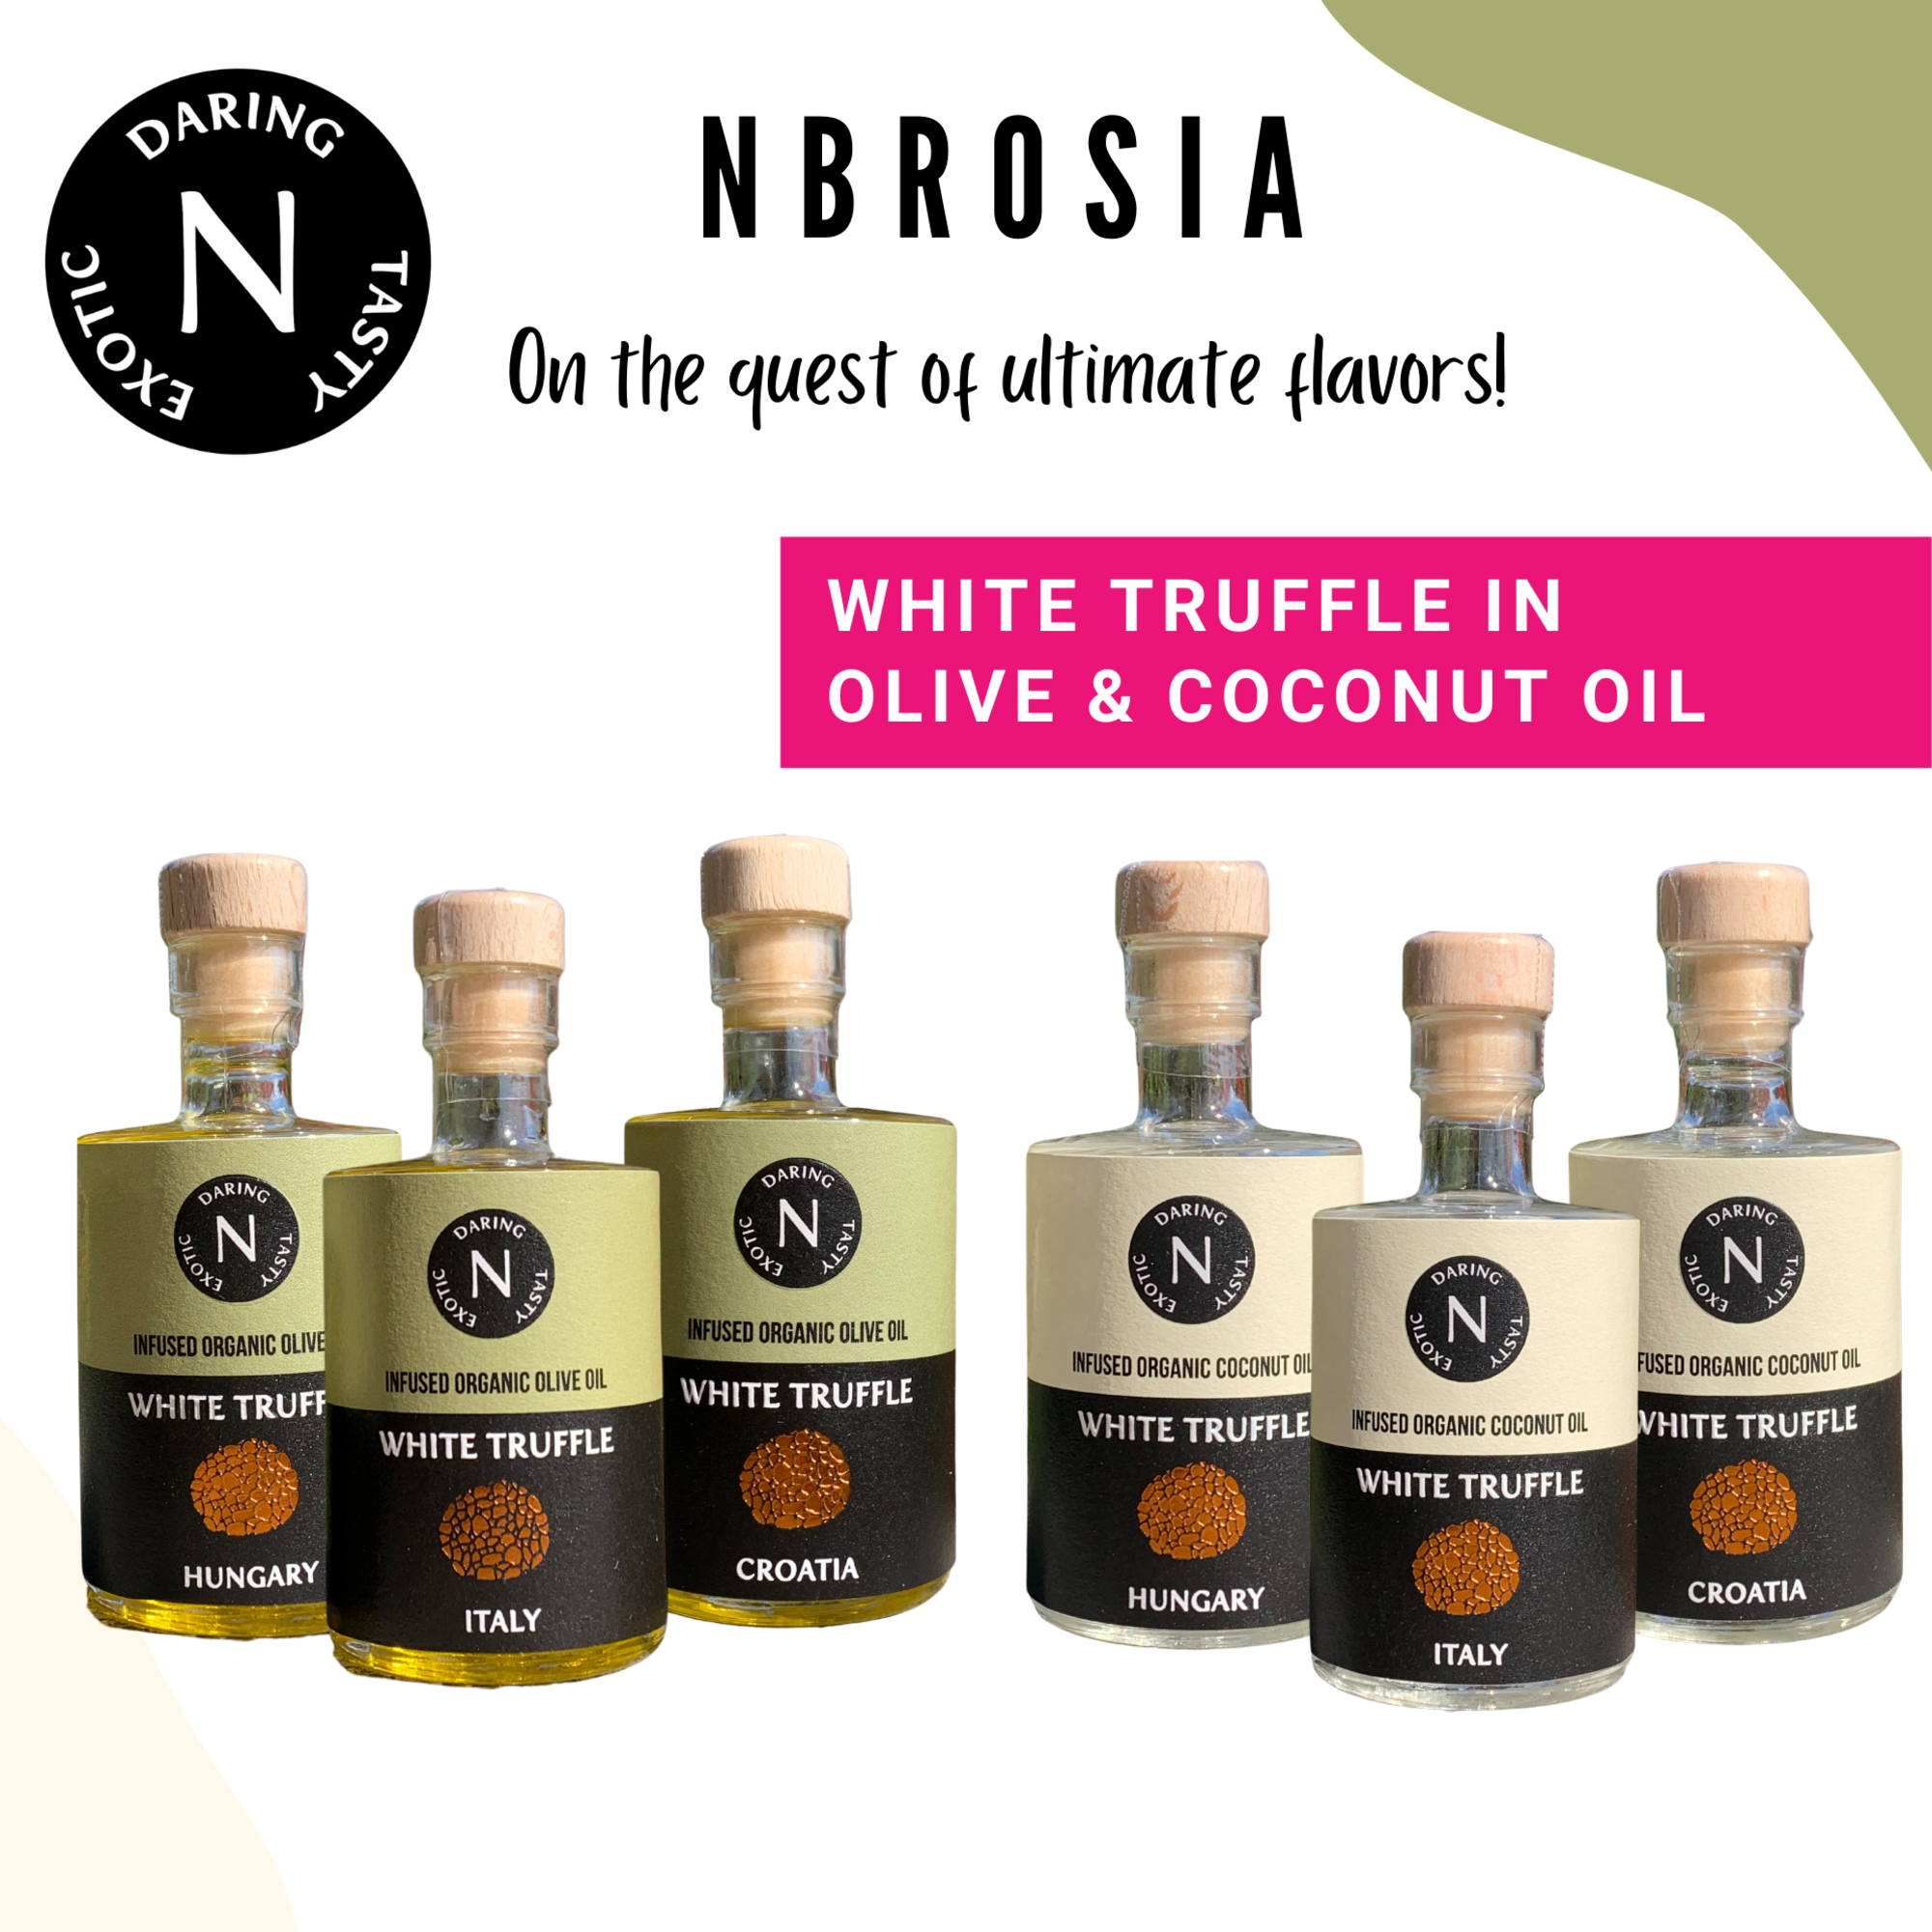 DARING
N
TASTY
EXOTIC
NBROSIA
On the quest of ultimate flavors!
WHITE TRUFFLE IN
OLIVE & COCONUT OIL
DARING
N
TASTY
EXOTIC
INFUSED ORGANIC OLIVE
WHITE TRUFF
HUNGARY
DARING
N
TASTY
EXOTIC
INFUSED ORGANIC OLIVE OIL
WHITE TRUFFLE
ITALY
DARING
N
TASTY
EXOTIC
INFUSED ORGANIC OLIVE OIL
WHITE TRUFFLE
CROATIA
DARING
N
TASTY
EXOTIC
INFUSED ORGANIC COCONUT OIL
WHITE TRUFFLE
HUNGARY
DARING
N
TASTY
EXOTIC
INFUSED ORGANIC COCONUT OIL
WHITE TRUFFLE
ITALY
DARING
N
TASTY
EXOTIC
FUSED ORGANIC COCONUT OIL
WHITE TRUFFLE
CROATIA